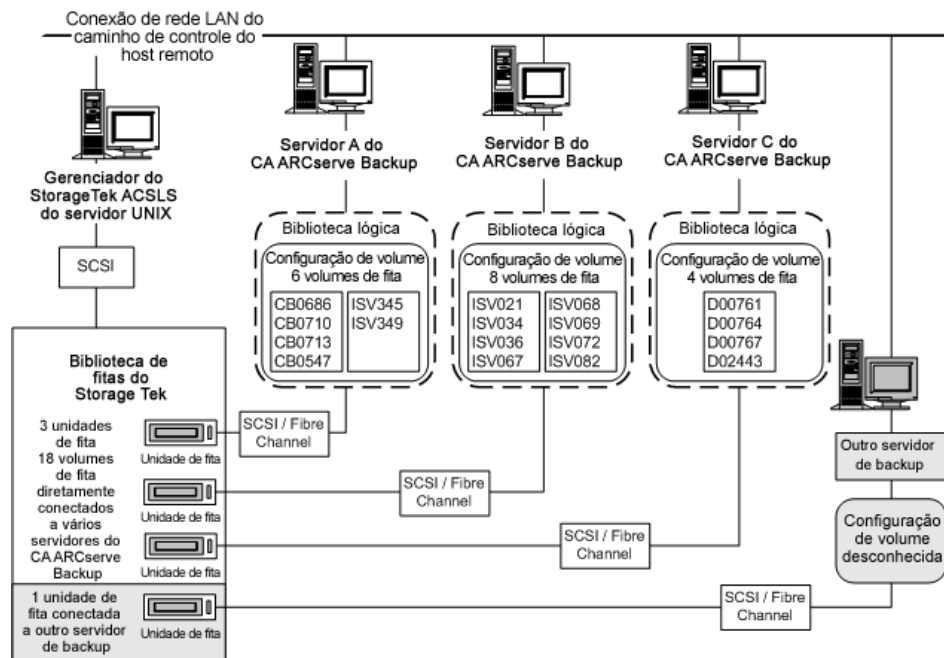 Conexão de rede LAN do
caminho de controle do
host remoto
Gerenciador do
StorageTek ACSLS
do servidor UNIX
SCSI
Servidor A do
CA ARCserve Backup
Servidor B do
CA ARCserve Backup
Servidor C do
CA ARCserve Backup
Biblioteca lógica
Configuração de volume
6 volumes de fita
CB0686
CB0710
CB0713
CB0547
ISV345
ISV349
Biblioteca lógica
Configuração de volume
8 volumes de fita
ISV021
ISV034
ISV036
ISV067
ISV068
ISV069
ISV072
ISV082
Biblioteca lógica
Configuração de volume
4 volumes de fita
D00761
D00764
D00767
D02443
Biblioteca de
fitas do
Storage Tek
3 unidades
de fita
18 volumes
de fita
diretamente
conectados
a vários
servidores do
CA ARCserve
Backup
Unidade de fita
Unidade de fita
Unidade de fita
1 unidade de
fita conectada
a outro servidor
de backup
Unidade de fita
SCSI / Fibre
Channel
SCSI / Fibre
Channel
SCSI / Fibre
Channel
SCSI / Fibre
Channel
Outro servidor
de backup
Configuração
de volume
desconhecida